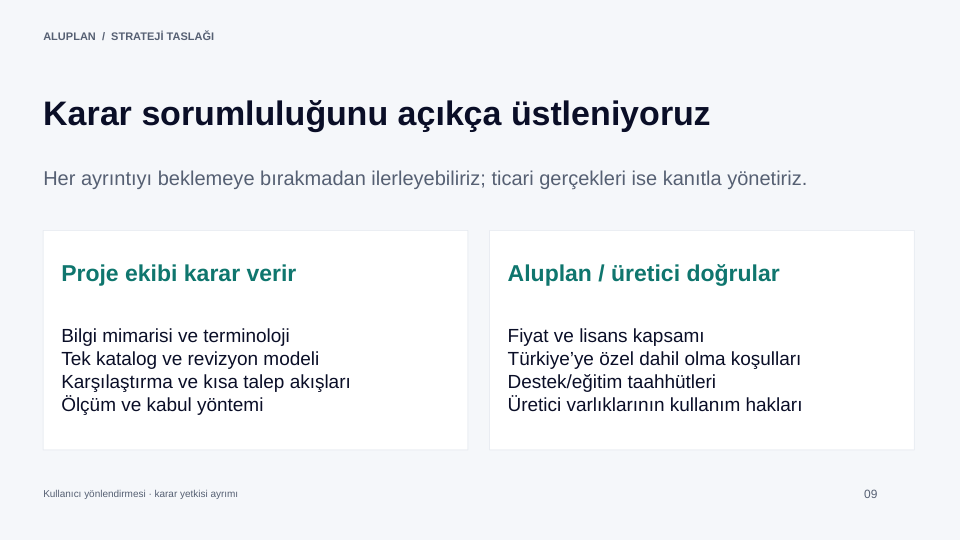 ALUPLAN / STRATEJİ TASLAĞI
Karar sorumluluğunu açıkça üstleniyoruz
Her ayrıntıyı beklemeye bırakmadan ilerleyebiliriz; ticari gerçekleri ise kanıtla yönetiriz.
Proje ekibi karar verir
Bilgi mimarisi ve terminoloji
Tek katalog ve revizyon modeli
Karşılaştırma ve kısa talep akışları
Ölçüm ve kabul yöntemi
Aluplan / üretici doğrular
Fiyat ve lisans kapsamı
Türkiye’ye özel dahil olma koşulları
Destek/eğitim taahhütleri
Üretici varlıklarının kullanım hakları
Kullanıcı yönlendirmesi · karar yetkisi ayrımı
09